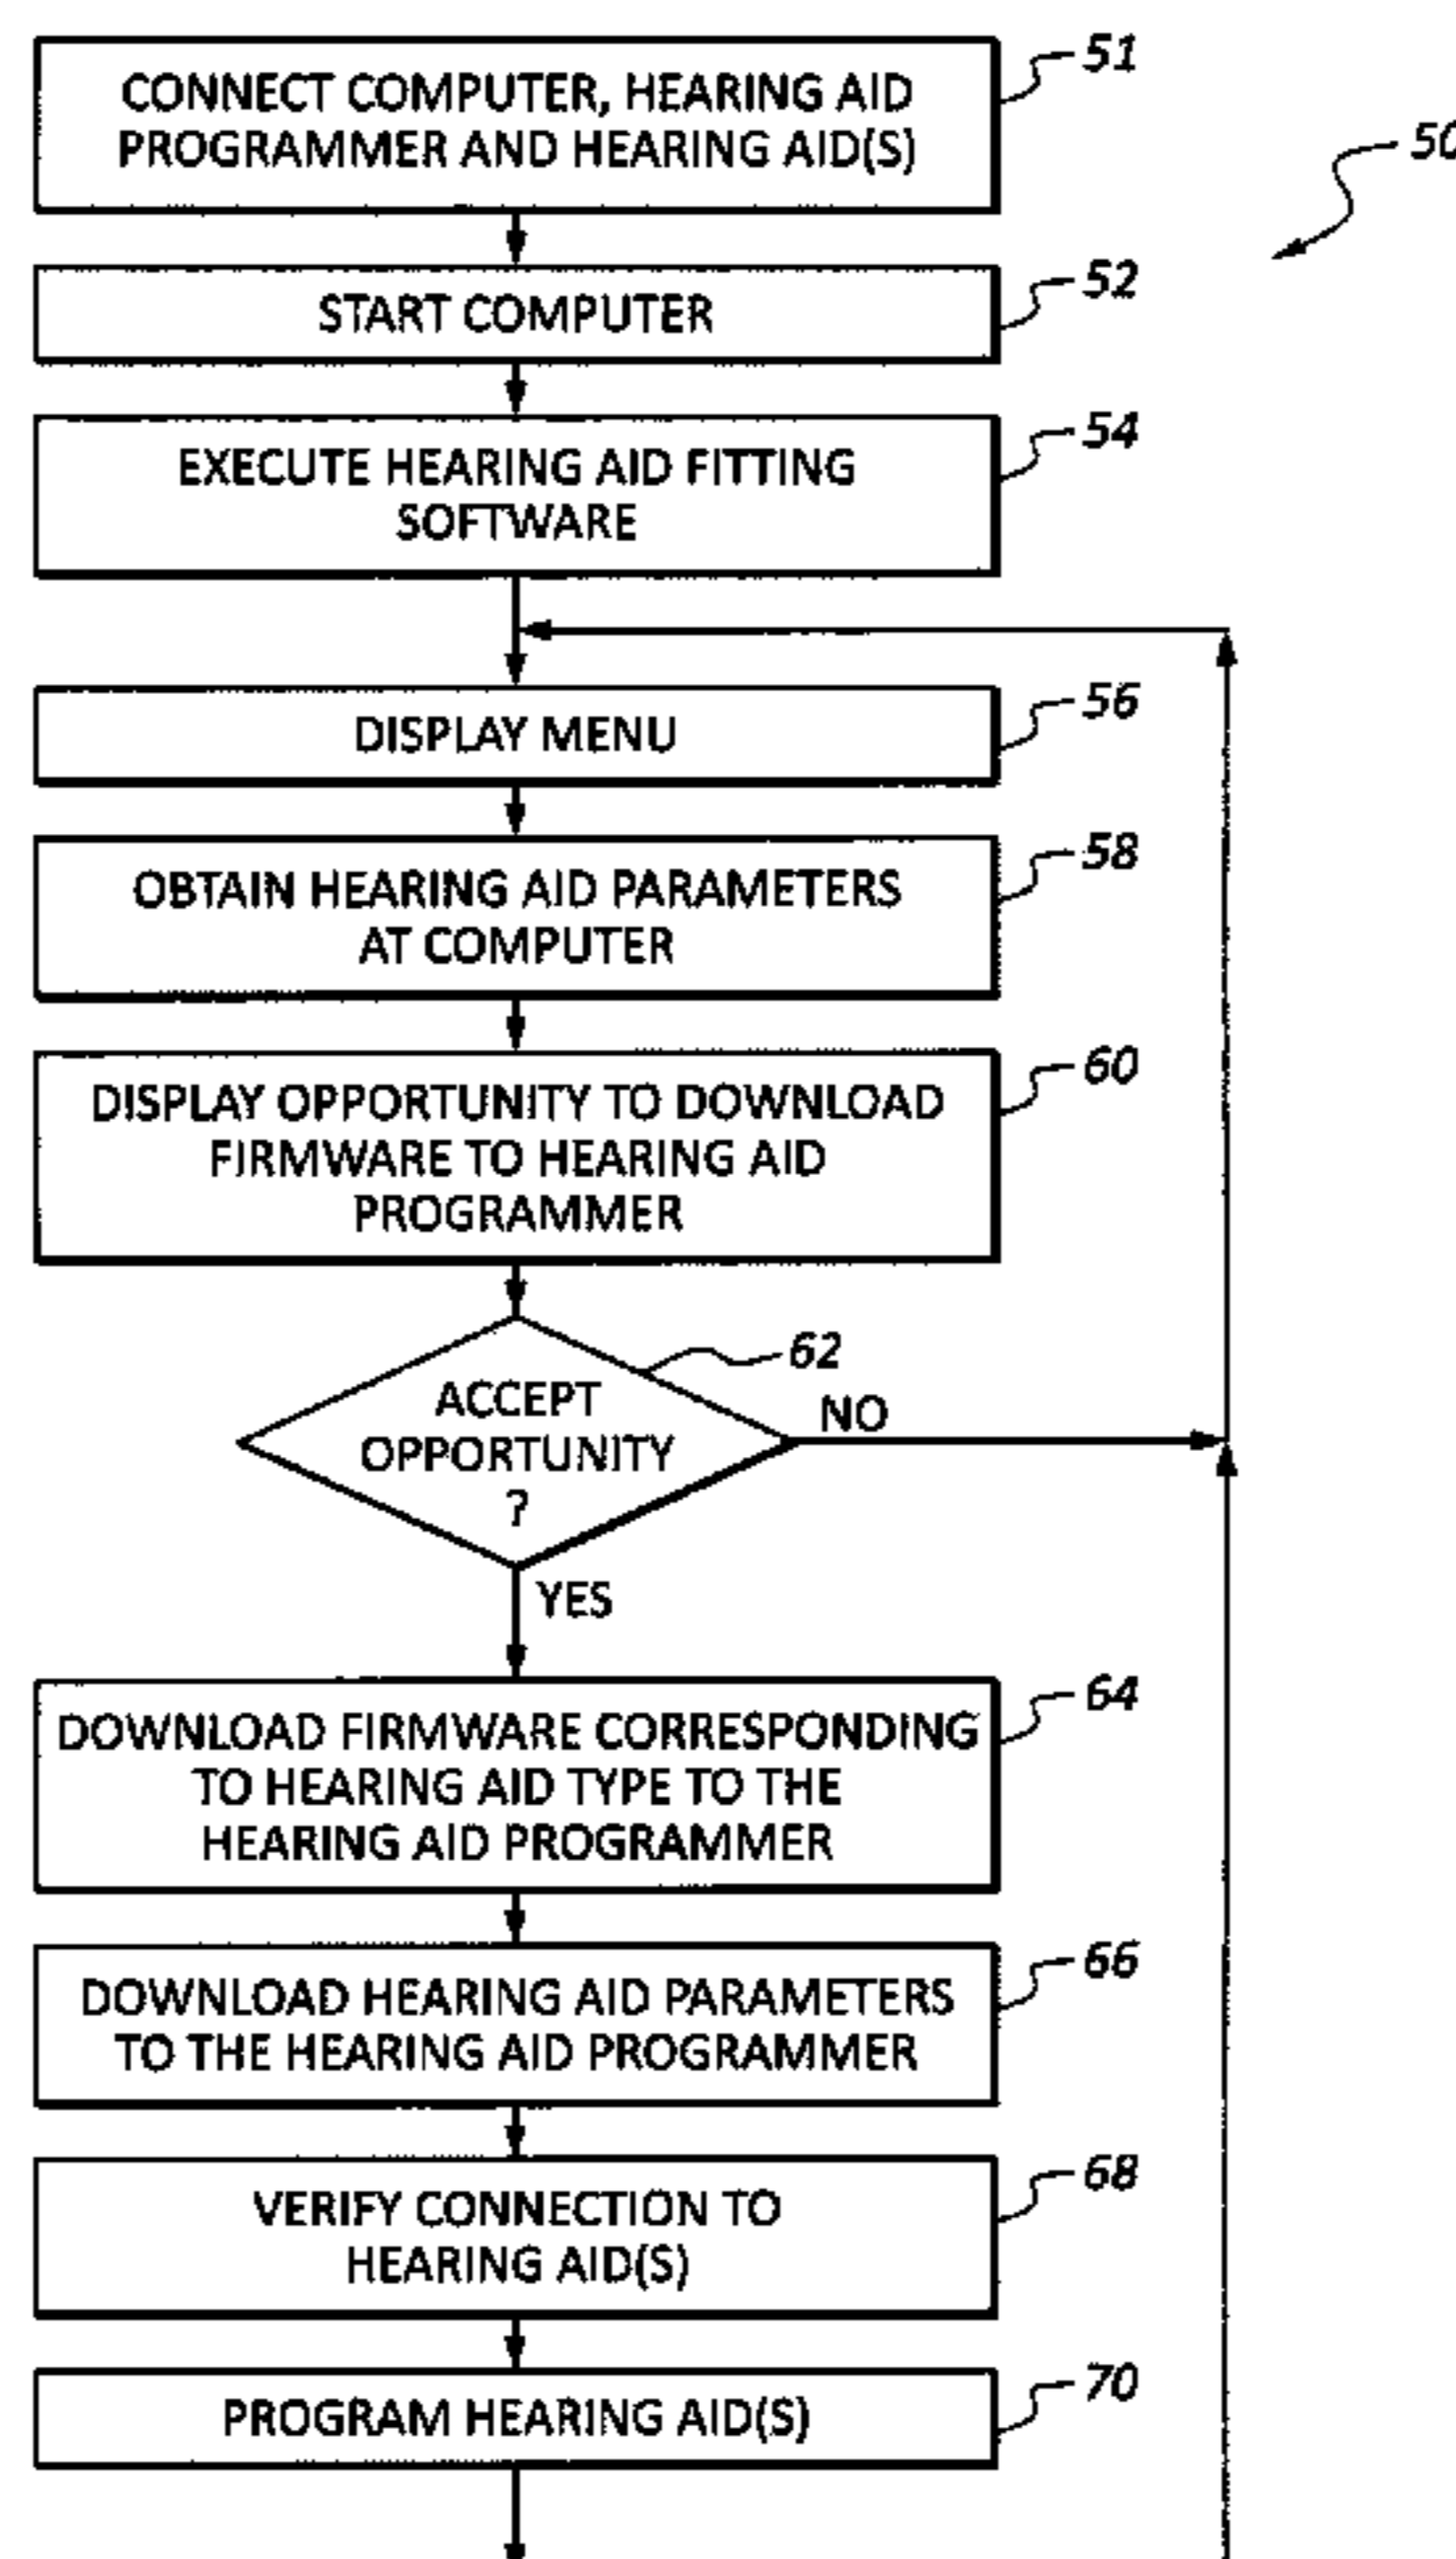 CONNECT COMPUTER, HEARING AID
PROGRAMMER AND HEARING AID(S)
51
50
START COMPUTER
52
EXECUTE HEARING AID FITTING
SOFTWARE
54
DISPLAY MENU
56
OBTAIN HEARING AID PARAMETERS
AT COMPUTER
58
DISPLAY OPPORTUNITY TO DOWNLOAD
FIRMWARE TO HEARING AID
PROGRAMMER
60
ACCEPT
OPPORTUNITY
?
62
NO
YES
DOWNLOAD FIRMWARE CORRESPONDING
TO HEARING AID TYPE TO THE
HEARING AID PROGRAMMER
64
DOWNLOAD HEARING AID PARAMETERS
TO THE HEARING AID PROGRAMMER
66
VERIFY CONNECTION TO
HEARING AID(S)
68
PROGRAM HEARING AID(S)
70